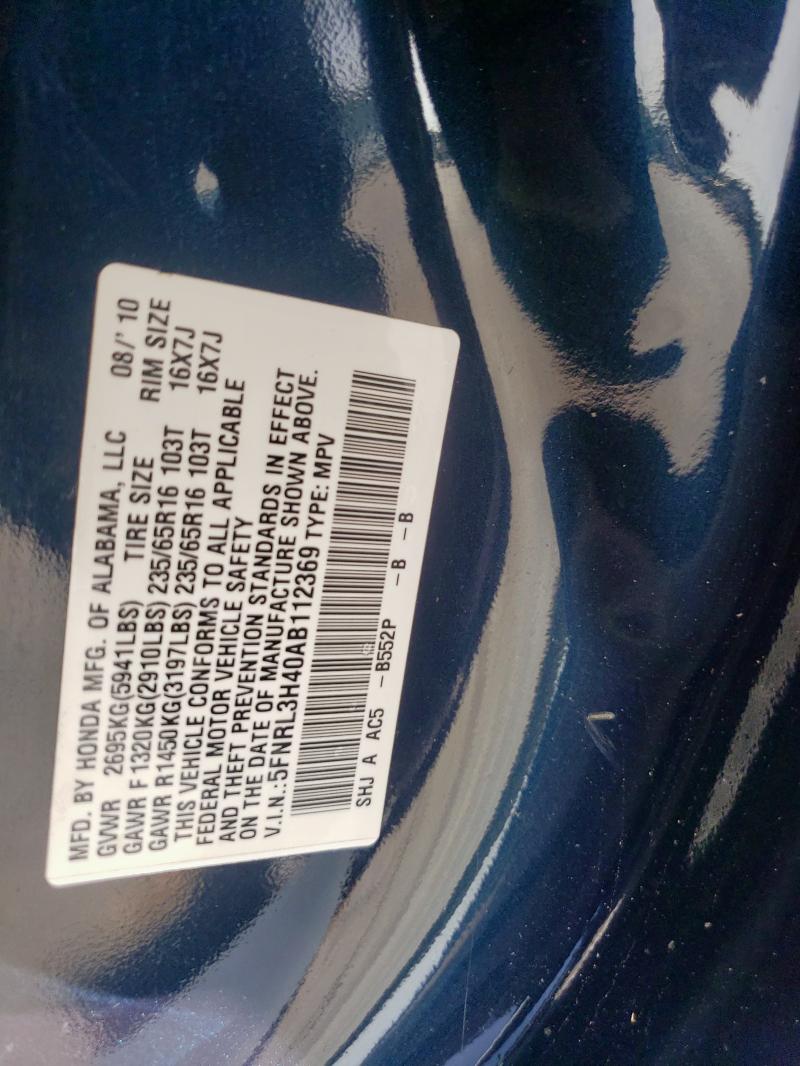 MFD. BY HONDA MFG. OF ALABAMA, LLC 08/'10
GVWR 2695KG(5941LBS) TIRE SIZE RIM SIZE
GAWR F 1320KG(2910LBS) 235/65R16 103T 16X7J
GAWR R1450KG(3197LBS) 235/65R16 103T 16X7J
THIS VEHICLE CONFORMS TO ALL APPLICABLE
FEDERAL MOTOR VEHICLE SAFETY
AND THEFT PREVENTION STANDARDS IN EFFECT
ON THE DATE OF MANUFACTURE SHOWN ABOVE.
V.I.N.:5FNRL3H40AB112369 TYPE: MPV
SHJ A AC5 -B552P -B -B